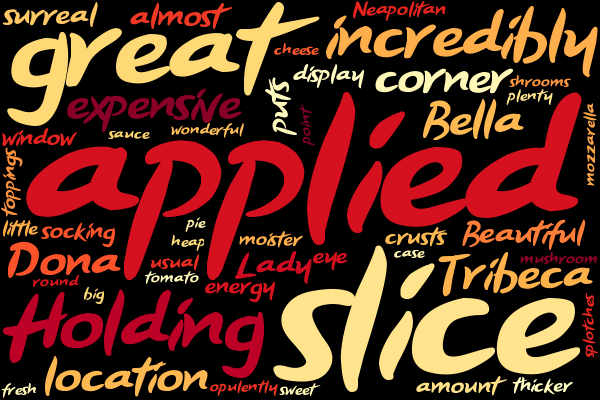 surreal
almost
Neapolitan
great
cheese
incredibly
display
corner
shrooms
plenty
expensive
puts
point
Bella
mozzarella
window
sauce
wonderful
toppings
applied
little
socking
pie
heap
moister
crusts
case
Beautiful
Dona
usual
tomato
Lady
eye
Tribeca
mushroom
round
big
energy
Holding
slice
splotches
fresh
location
opulently
sweet
amount
thicker